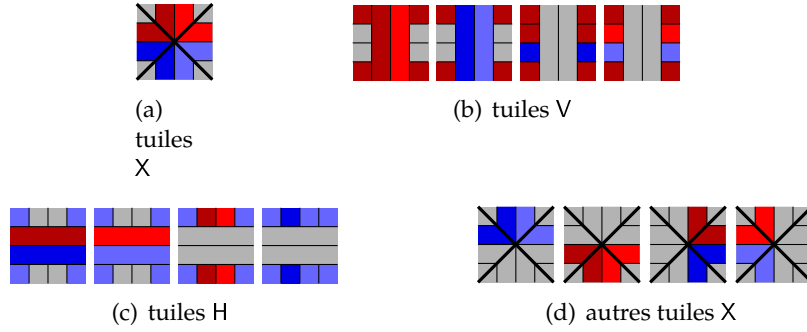 (a)
tuiles
X
(b) tuiles V
(c) tuiles H
(d) autres tuiles X